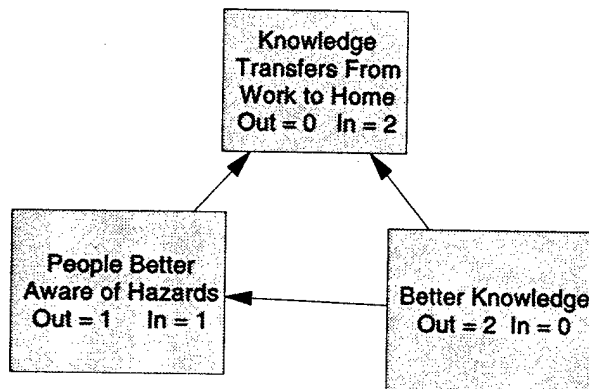 Knowledge
Transfers From
Work to Home
Out = 0 In = 2
People Better
Aware of Hazards
Out = 1 In = 1
Better Knowledge
Out = 2 In = 0